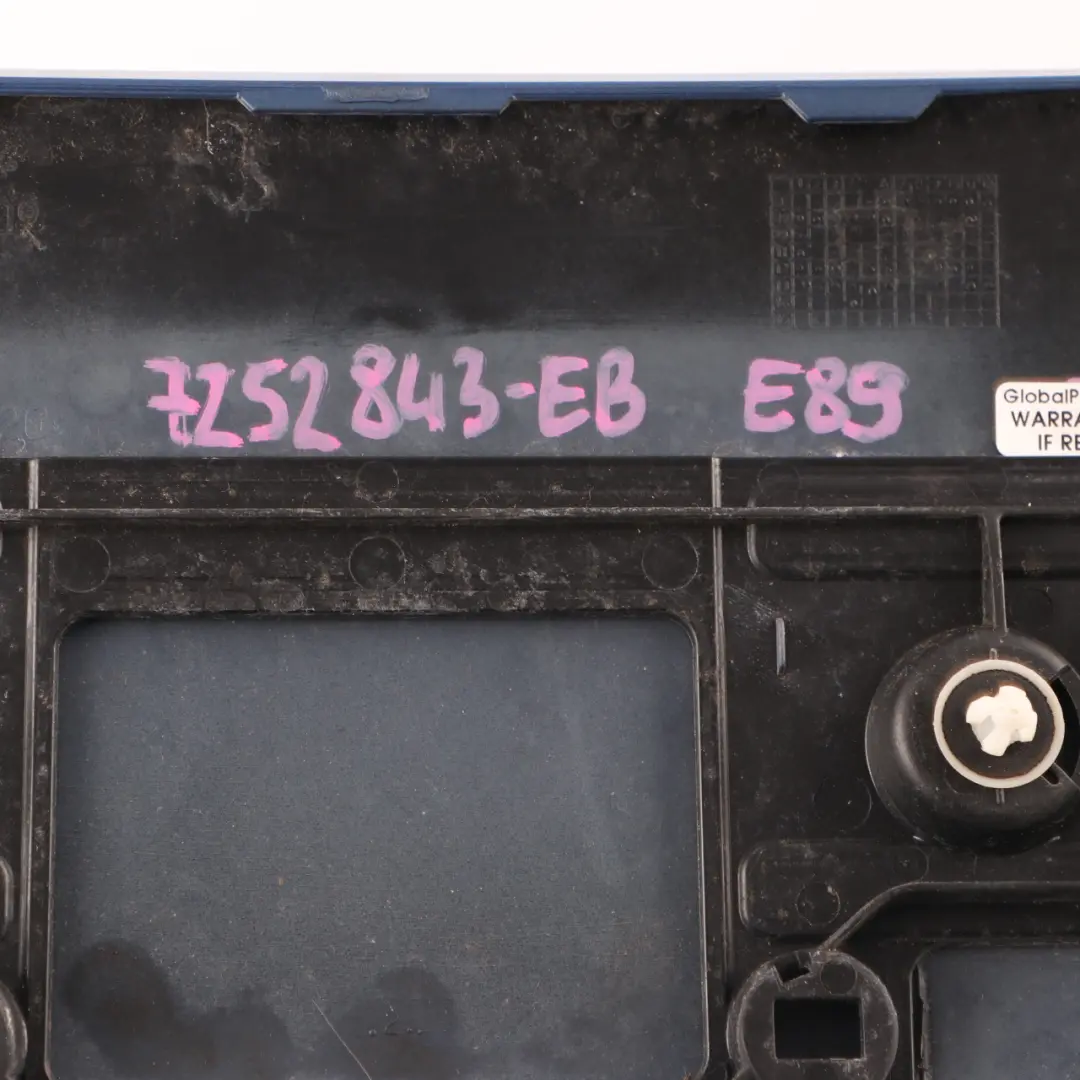 7252843-EB E89
GlobalP
WARRA
IF RE